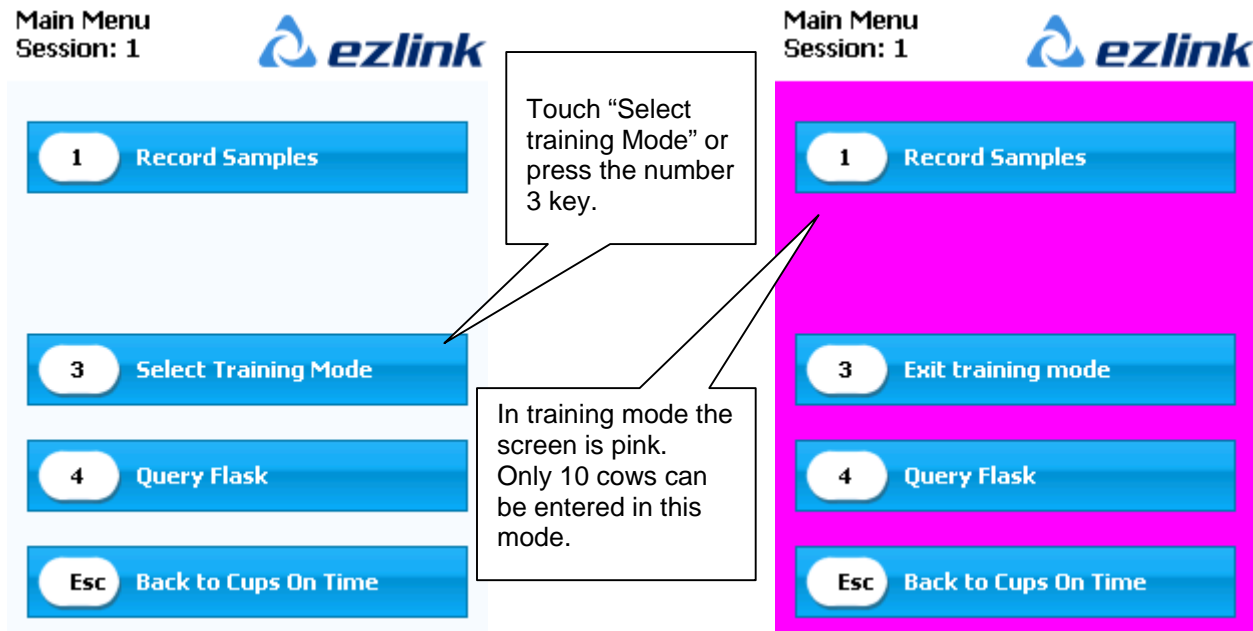 Main Menu
Session: 1
ezlink
1 Record Samples
3 Select Training Mode
4 Query Flask
Esc Back to Cups On Time
Touch “Select
training Mode” or
press the number
3 key.
In training mode the
screen is pink.
Only 10 cows can
be entered in this
mode.
Main Menu
Session: 1
ezlink
1 Record Samples
3 Exit training mode
4 Query Flask
Esc Back to Cups On Time